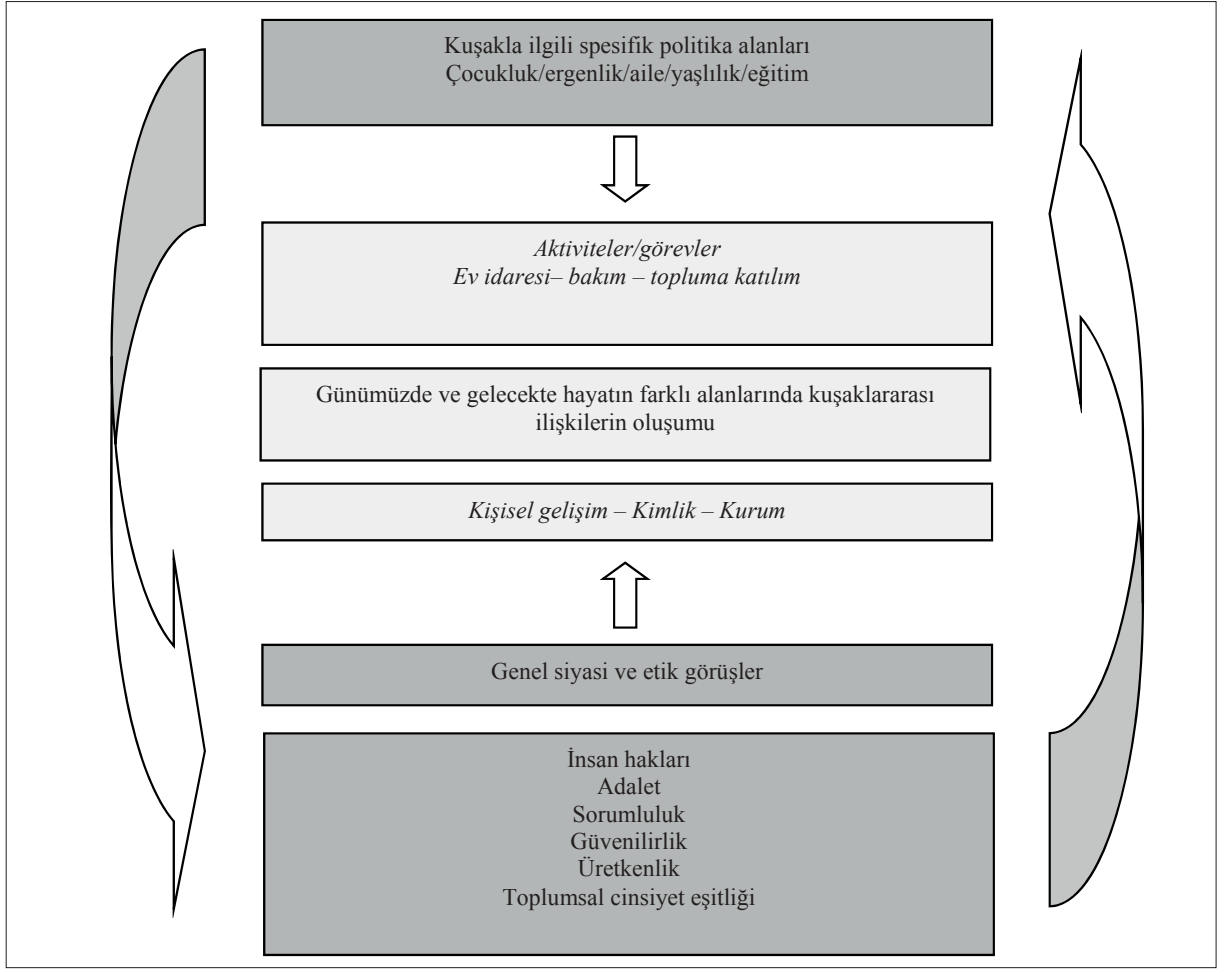 Kuşakla ilgili spesifik politika alanları
Çocukluk/ergenlik/aile/yaşlılık/eğitim
Aktiviteler/görevler
Ev idaresi– bakım – topluma katılım
Günümüzde ve gelecekte hayatın farklı alanlarında kuşaklararası
ilişkilerin oluşumu
Kişisel gelişim – Kimlik – Kurum
Genel siyasi ve etik görüşler
İnsan hakları
Adalet
Sorumluluk
Güvenilirlik
Üretkenlik
Toplumsal cinsiyet eşitliği